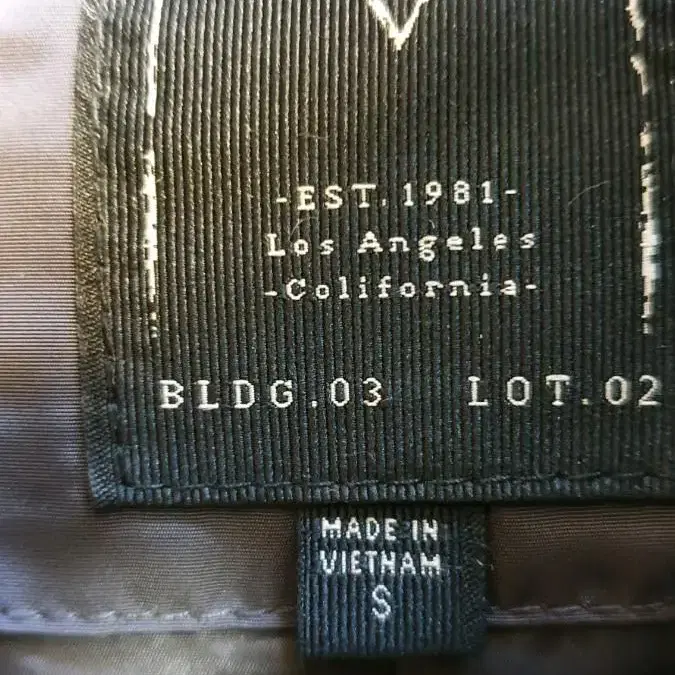 -EST.1981-
Los Angeles
-California-
BLDG.03 LOT.02
MADE IN
VIETNAM
S